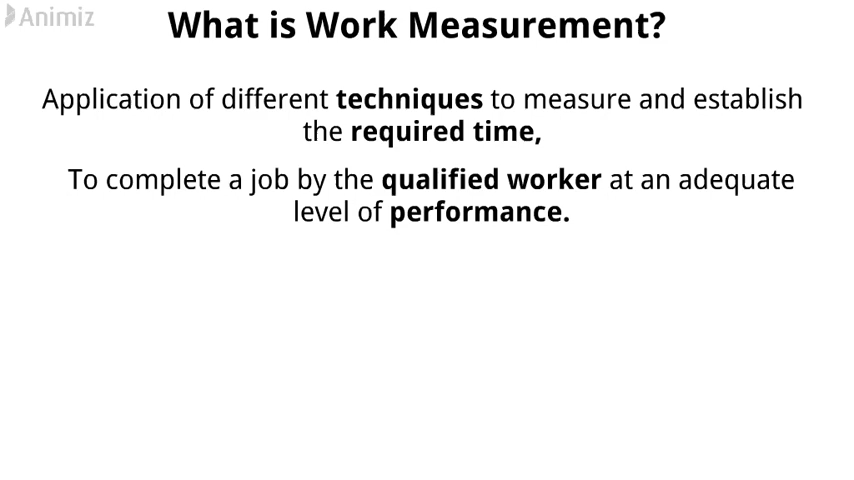 Animiz
What is Work Measurement?
Application of different techniques to measure and establish
the required time,
To complete a job by the qualified worker at an adequate
level of performance.